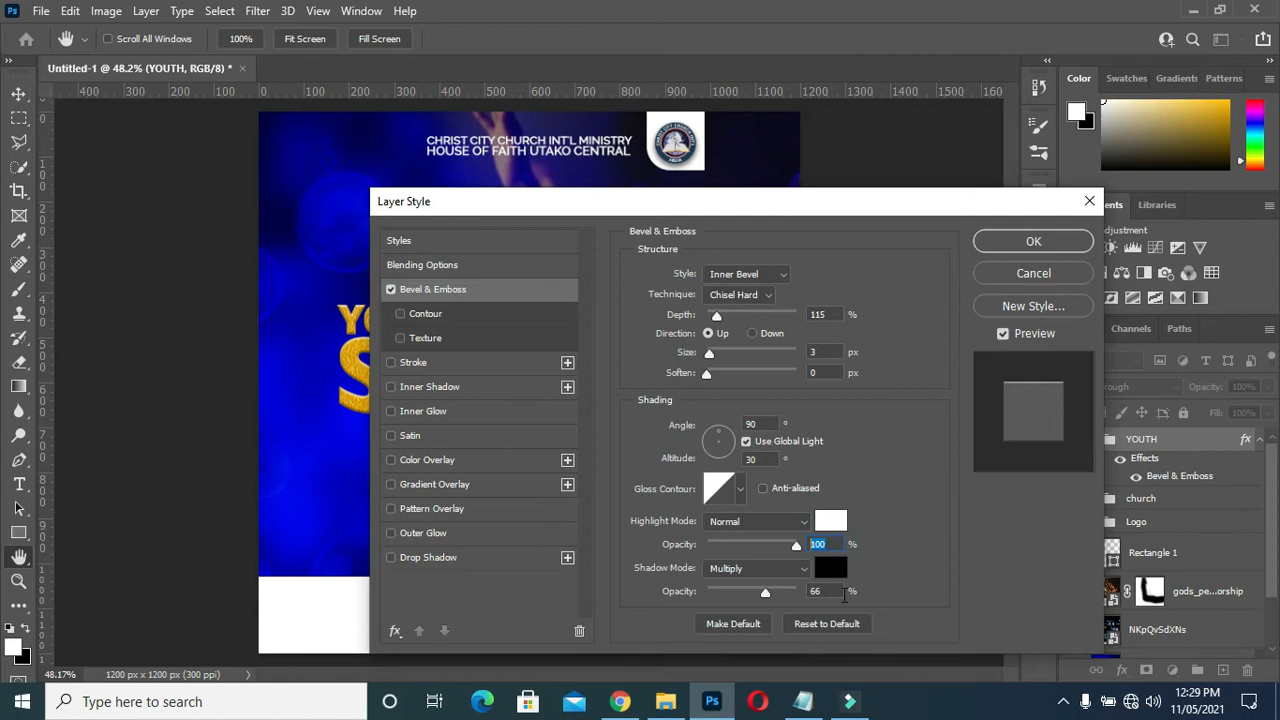 Ps File Edit Image Layer Type Select Filter 3D View Window Help
Scroll All Windows 100% Fit Screen Fill Screen
Untitled-1 @ 48.2% (YOUTH, RGB/8) *
Color Swatches Gradients Patterns
CHRIST CITY CHURCH INT'L MINISTRY
HOUSE OF FAITH UTAKO CENTRAL
Layer Style
Libraries
Styles
Blending Options
Bevel & Emboss
Contour
Texture
Stroke
Inner Shadow
Inner Glow
Satin
Color Overlay
Gradient Overlay
Pattern Overlay
Outer Glow
Drop Shadow
fx
Bevel & Emboss
Structure
Style: Inner Bevel
Technique: Chisel Hard
Depth: 115 %
Direction: Up Down
Size: 3 px
Soften: 0 px
Shading
Angle: 90 °
Use Global Light
Altitude: 30 °
Gloss Contour: Anti-aliased
Highlight Mode: Normal
Opacity: 100 %
Shadow Mode: Multiply
Opacity: 66 %
Make Default Reset to Default
OK
Cancel
New Style...
Preview
Channels Paths
Opacity: 100%
Fill: 100%
YOUTH fx
Effects
Bevel & Emboss
church
Logo
Rectangle 1
gods_pe...orship
NKpQvSdXNs
48.17% 1200 px x 1200 px (300 ppi)
Type here to search
12:29 PM
11/05/2021